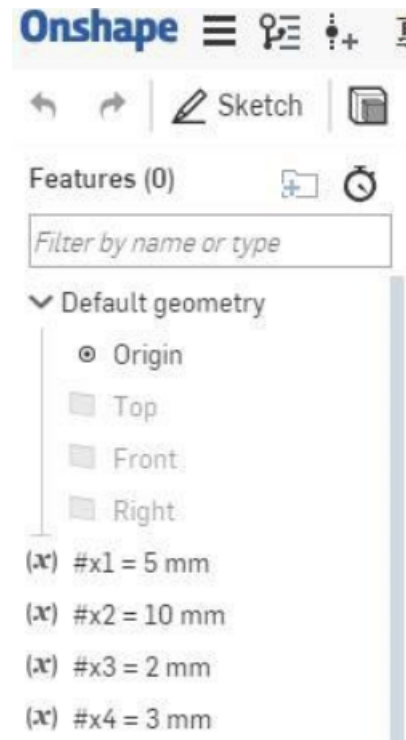 Onshape
Sketch
Features (0)
Filter by name or type
Default geometry
Origin
Top
Front
Right
(x) #x1 = 5 mm
(x) #x2 = 10 mm
(x) #x3 = 2 mm
(x) #x4 = 3 mm